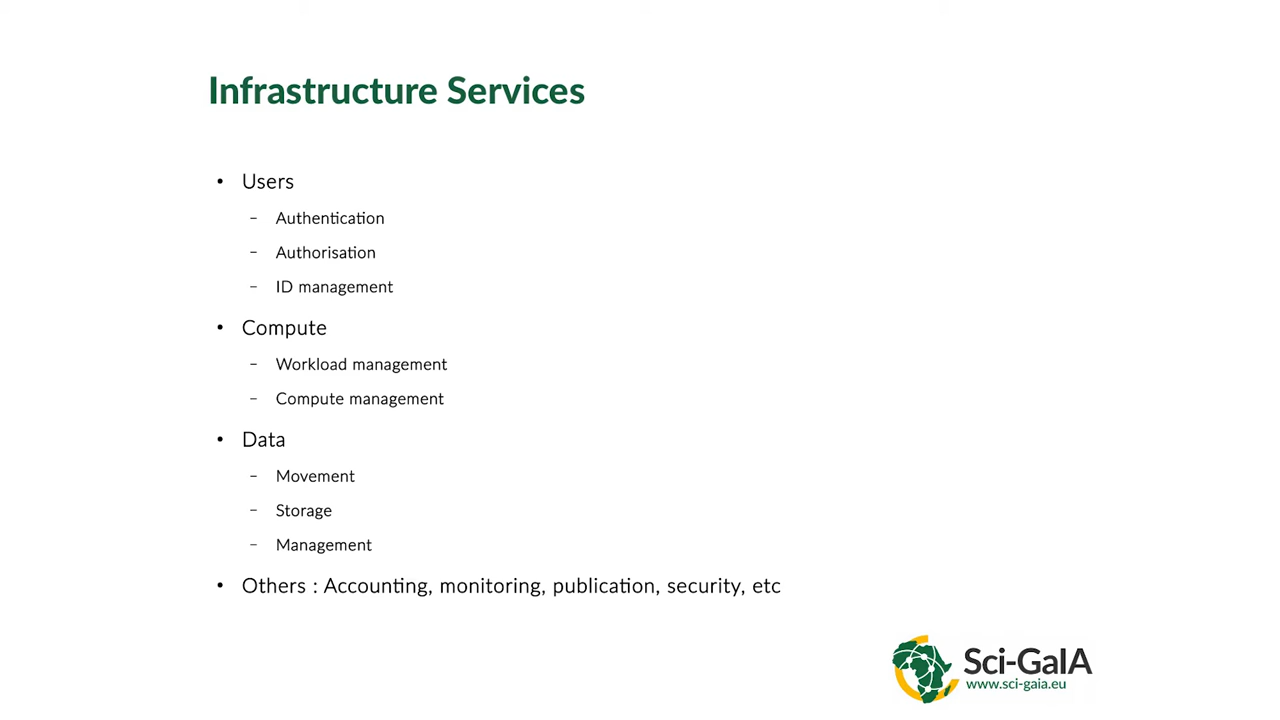 Infrastructure Services
• Users
– Authentication
– Authorisation
– ID management
• Compute
– Workload management
– Compute management
• Data
– Movement
– Storage
– Management
• Others : Accounting, monitoring, publication, security, etc
Sci-GaIA
www.sci-gaia.eu